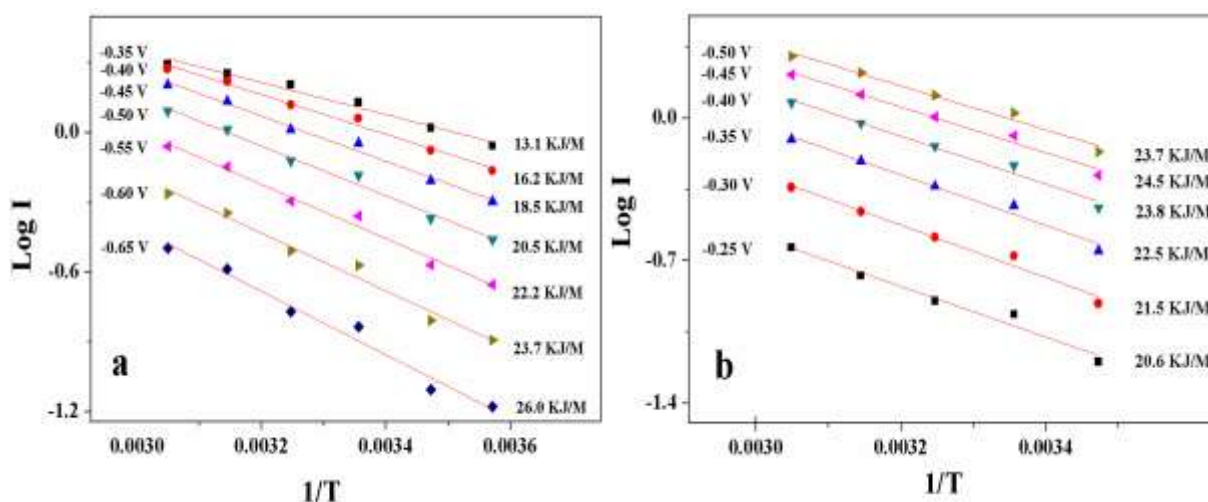 -0.35 V
-0.40 V
-0.45 V
-0.50 V
-0.55 V
-0.60 V
-0.65 V
13.1 KJ/M
16.2 KJ/M
18.5 KJ/M
20.5 KJ/M
22.2 KJ/M
23.7 KJ/M
26.0 KJ/M
0.0
-0.6
-1.2
Log I
a
0.0030
0.0032
0.0034
0.0036
1/T
-0.50 V
-0.45 V
-0.40 V
-0.35 V
-0.30 V
-0.25 V
23.7 KJ/M
24.5 KJ/M
23.8 KJ/M
22.5 KJ/M
21.5 KJ/M
20.6 KJ/M
-0.0
-0.7
-1.4
Log I
b
0.0030
0.0032
0.0034
1/T